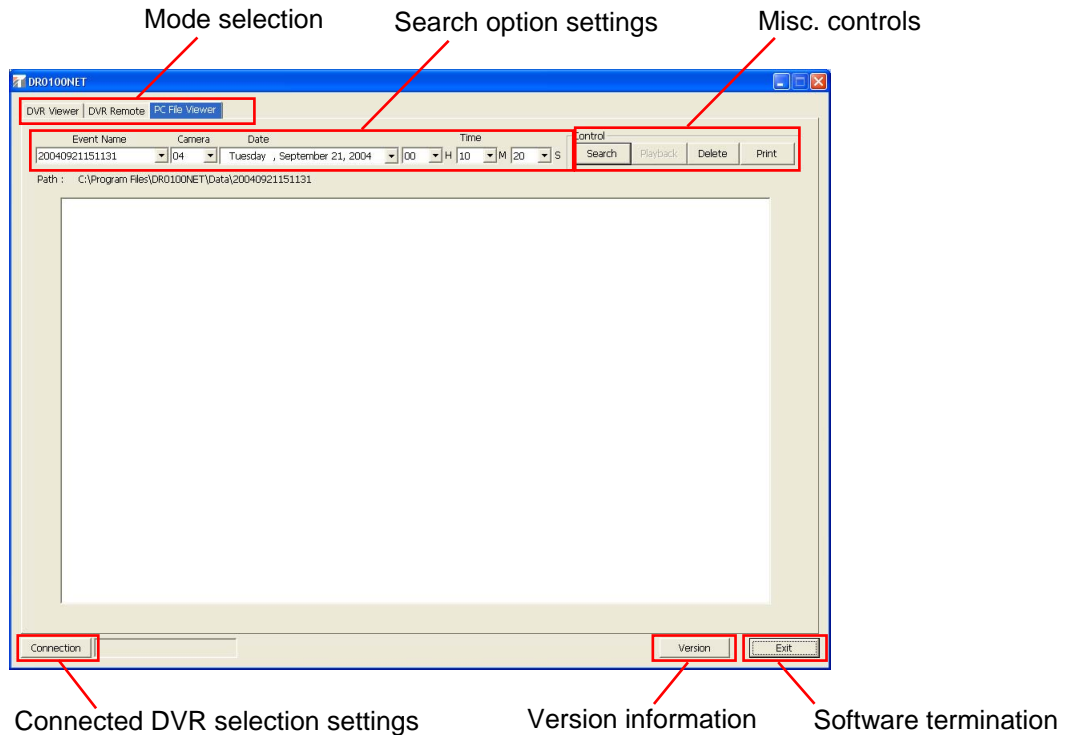 Mode selection
Search option settings
Misc. controls
DR0100NET
DVR Viewer DVR Remote PC File Viewer
Event Name Camera Date Time Control
20040921151131 04 Tuesday , September 21, 2004 00 H 10 M 20 S Search Playback Delete Print
Path : C:\Program Files\DR0100NET\Data\20040921151131
Connection Version Exit
Connected DVR selection settings
Version information
Software termination